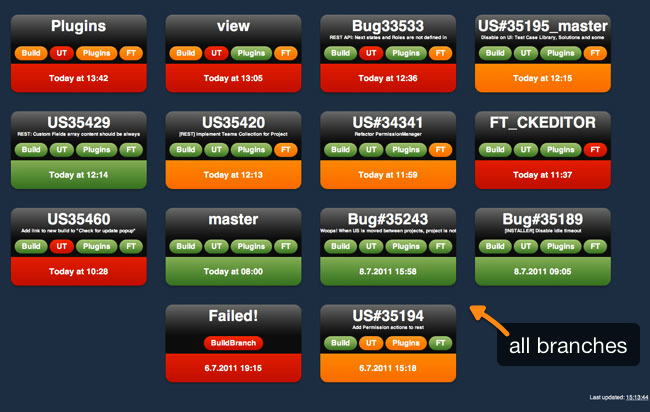 Plugins
Build UT Plugins FT
Today at 13:42
view
Build UT Plugins FT
Today at 13:05
Bug33533
REST API: Next states and Roles are not defined in
Build UT Plugins FT
Today at 12:36
US#35195_master
Disable on UI: Test Case Library, Solutions and some
Build UT Plugins FT
Today at 12:15
US35429
REST: Custom Fields array content should be always
Build UT Plugins FT
Today at 12:14
US35420
[REST] Implement Teams Collection for Project
Build UT Plugins FT
Today at 12:13
US#34341
Refactor PermissionManager
Build UT Plugins FT
Today at 11:59
FT_CKEDITOR
Build UT Plugins FT
Today at 11:37
US35460
Add link to new build to "Check for update popup"
Build UT Plugins FT
Today at 10:28
master
Build UT Plugins FT
Today at 08:00
Bug#35243
Woops! When US is moved between projects, project is not
Build UT Plugins FT
8.7.2011 15:58
Bug#35189
[INSTALLER] Disable idle timeout
Build UT Plugins FT
8.7.2011 09:05
Failed!
BuildBranch
6.7.2011 19:15
US#35194
Add Permission actions to rest
Build UT Plugins FT
6.7.2011 15:18
all branches
Last updated: 15:13:44